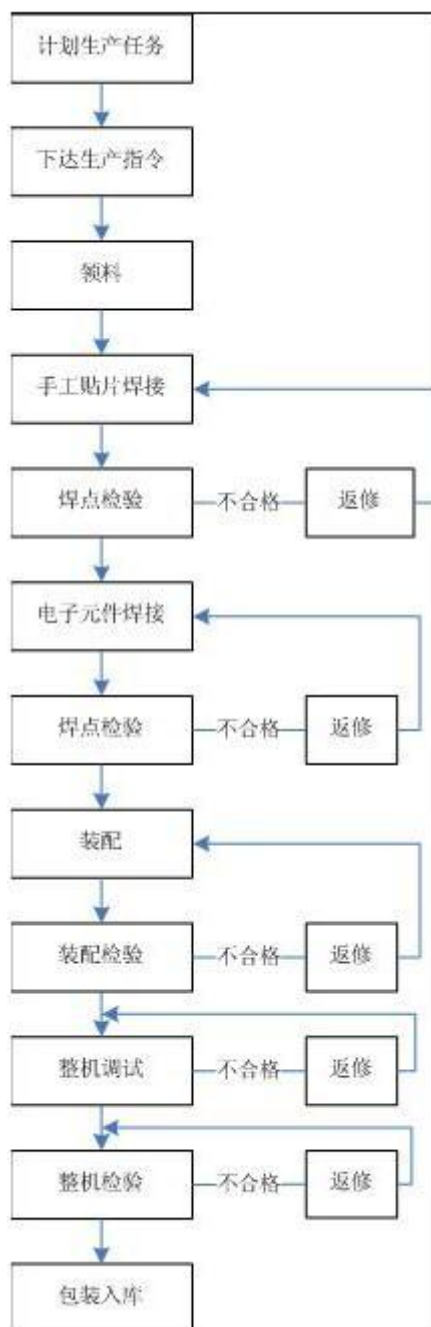 计划生产任务
下达生产指令
领料
手工贴片焊接
焊点检验
不合格
返修
电子元件焊接
焊点检验
不合格
返修
装配
装配检验
不合格
返修
整机调试
不合格
返修
整机检验
不合格
返修
包装入库